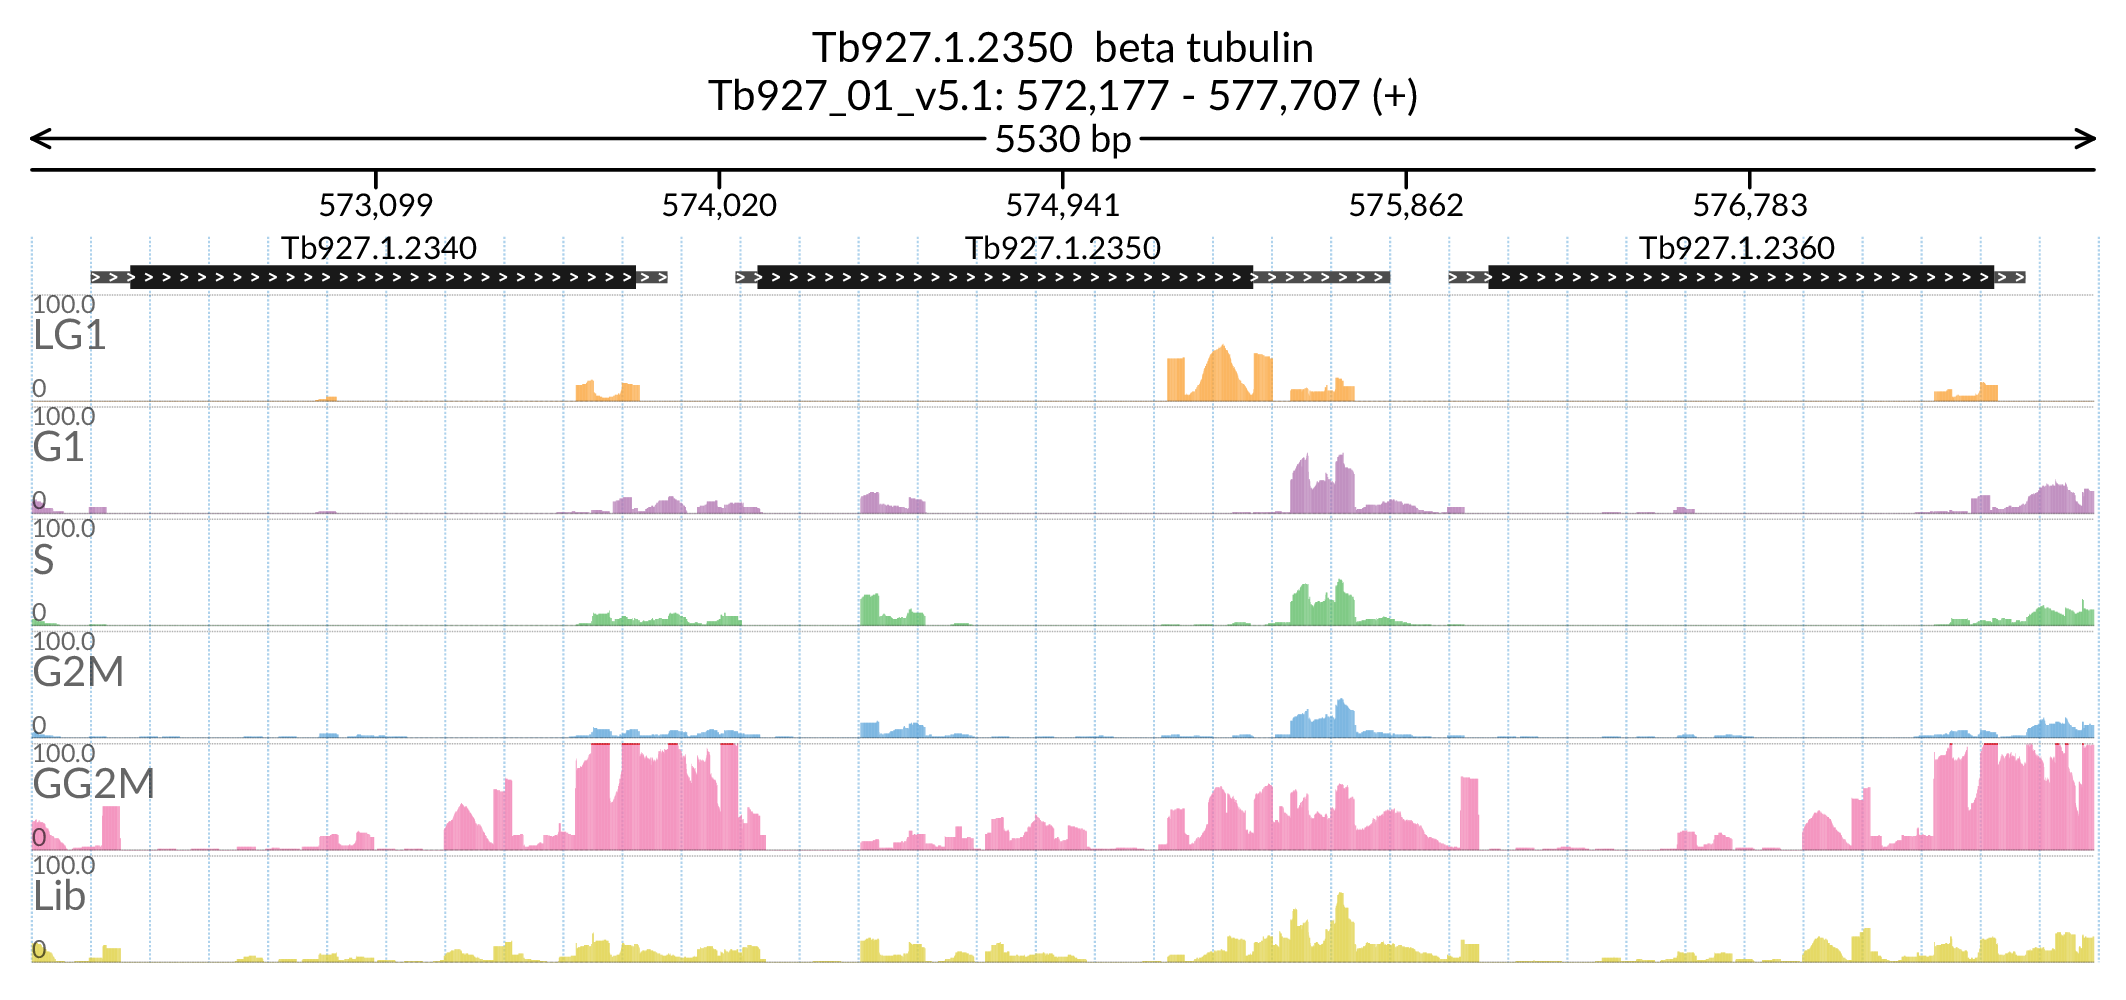 Tb927.1.2350  beta tubulin
Tb927_01_v5.1: 572,177 - 577,707 (+)
5530 bp
573,099 574,020 574,941 575,862 576,783
Tb927.1.2340 Tb927.1.2350 Tb927.1.2360
100.0
LG1
0
100.0
G1
0
100.0
S
0
100.0
G2M
0
100.0
GG2M
0
100.0
Lib
0